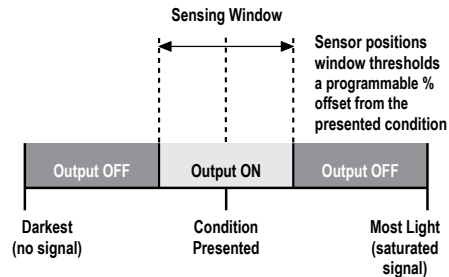 Sensing Window
Sensor positions
window thresholds
a programmable %
offset from the
presented condition
Output OFF
Output ON
Output OFF
Darkest
(no signal)
Condition
Presented
Most Light
(saturated
signal)